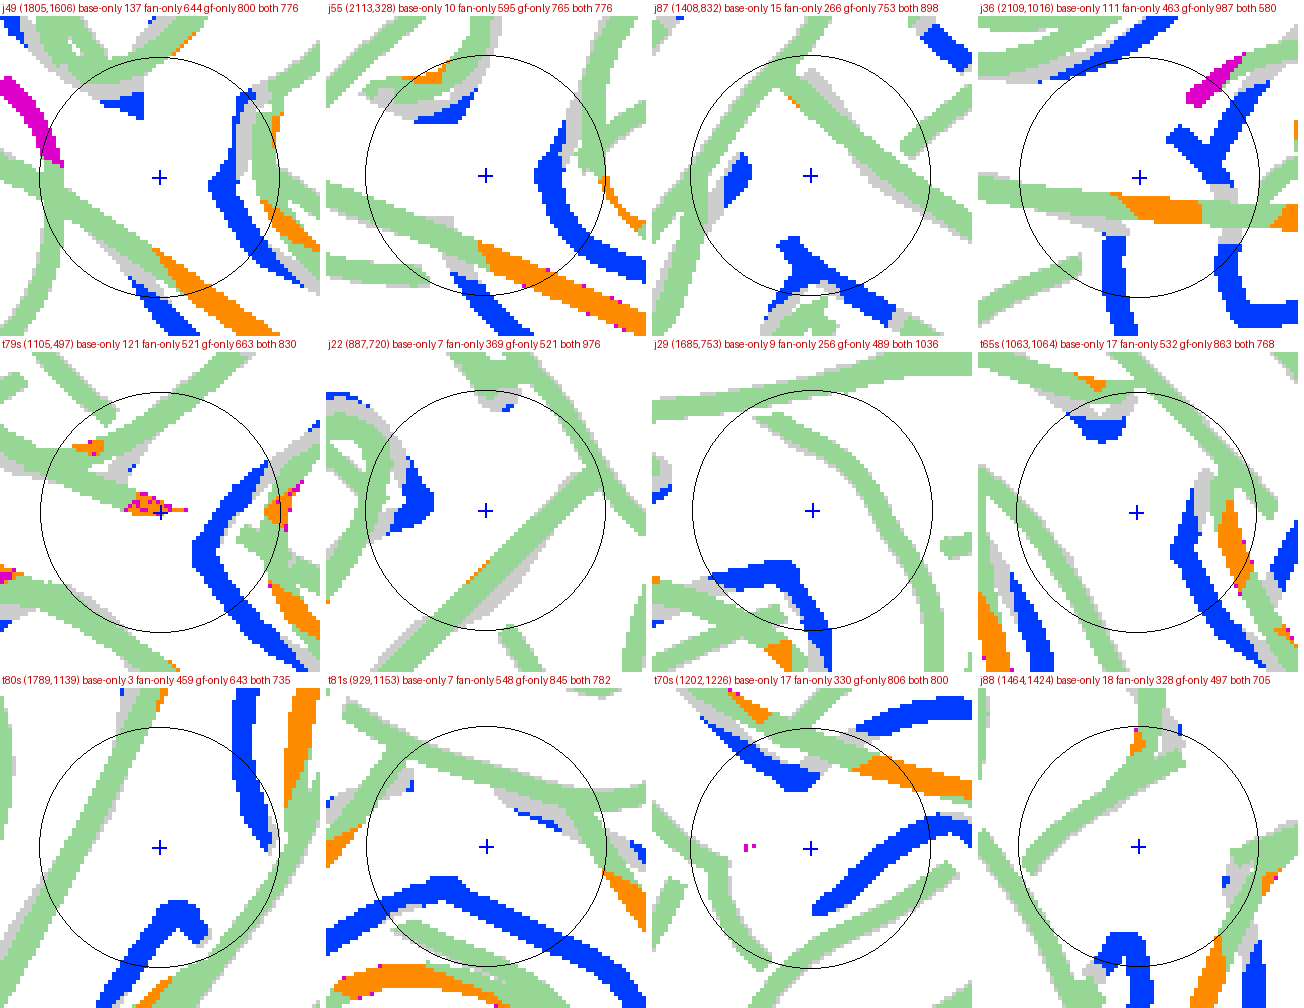 j49 (1805,1606) base-only 137 fan-only 644 gf-only 800 both 776
j55 (2113,328) base-only 10 fan-only 595 gf-only 765 both 776
j87 (1408,832) base-only 15 fan-only 266 gf-only 753 both 898
j36 (2109,1016) base-only 111 fan-only 463 gf-only 987 both 580
t79s (1105,497) base-only 121 fan-only 521 gf-only 663 both 830
j22 (887,720) base-only 7 fan-only 369 gf-only 521 both 976
j29 (1685,753) base-only 9 fan-only 256 gf-only 489 both 1036
t65s (1063,1064) base-only 17 fan-only 532 gf-only 863 both 768
t80s (1789,1139) base-only 3 fan-only 459 gf-only 643 both 735
t81s (929,1153) base-only 7 fan-only 548 gf-only 845 both 782
t70s (1202,1226) base-only 17 fan-only 330 gf-only 806 both 800
j88 (1464,1424) base-only 18 fan-only 328 gf-only 497 both 705